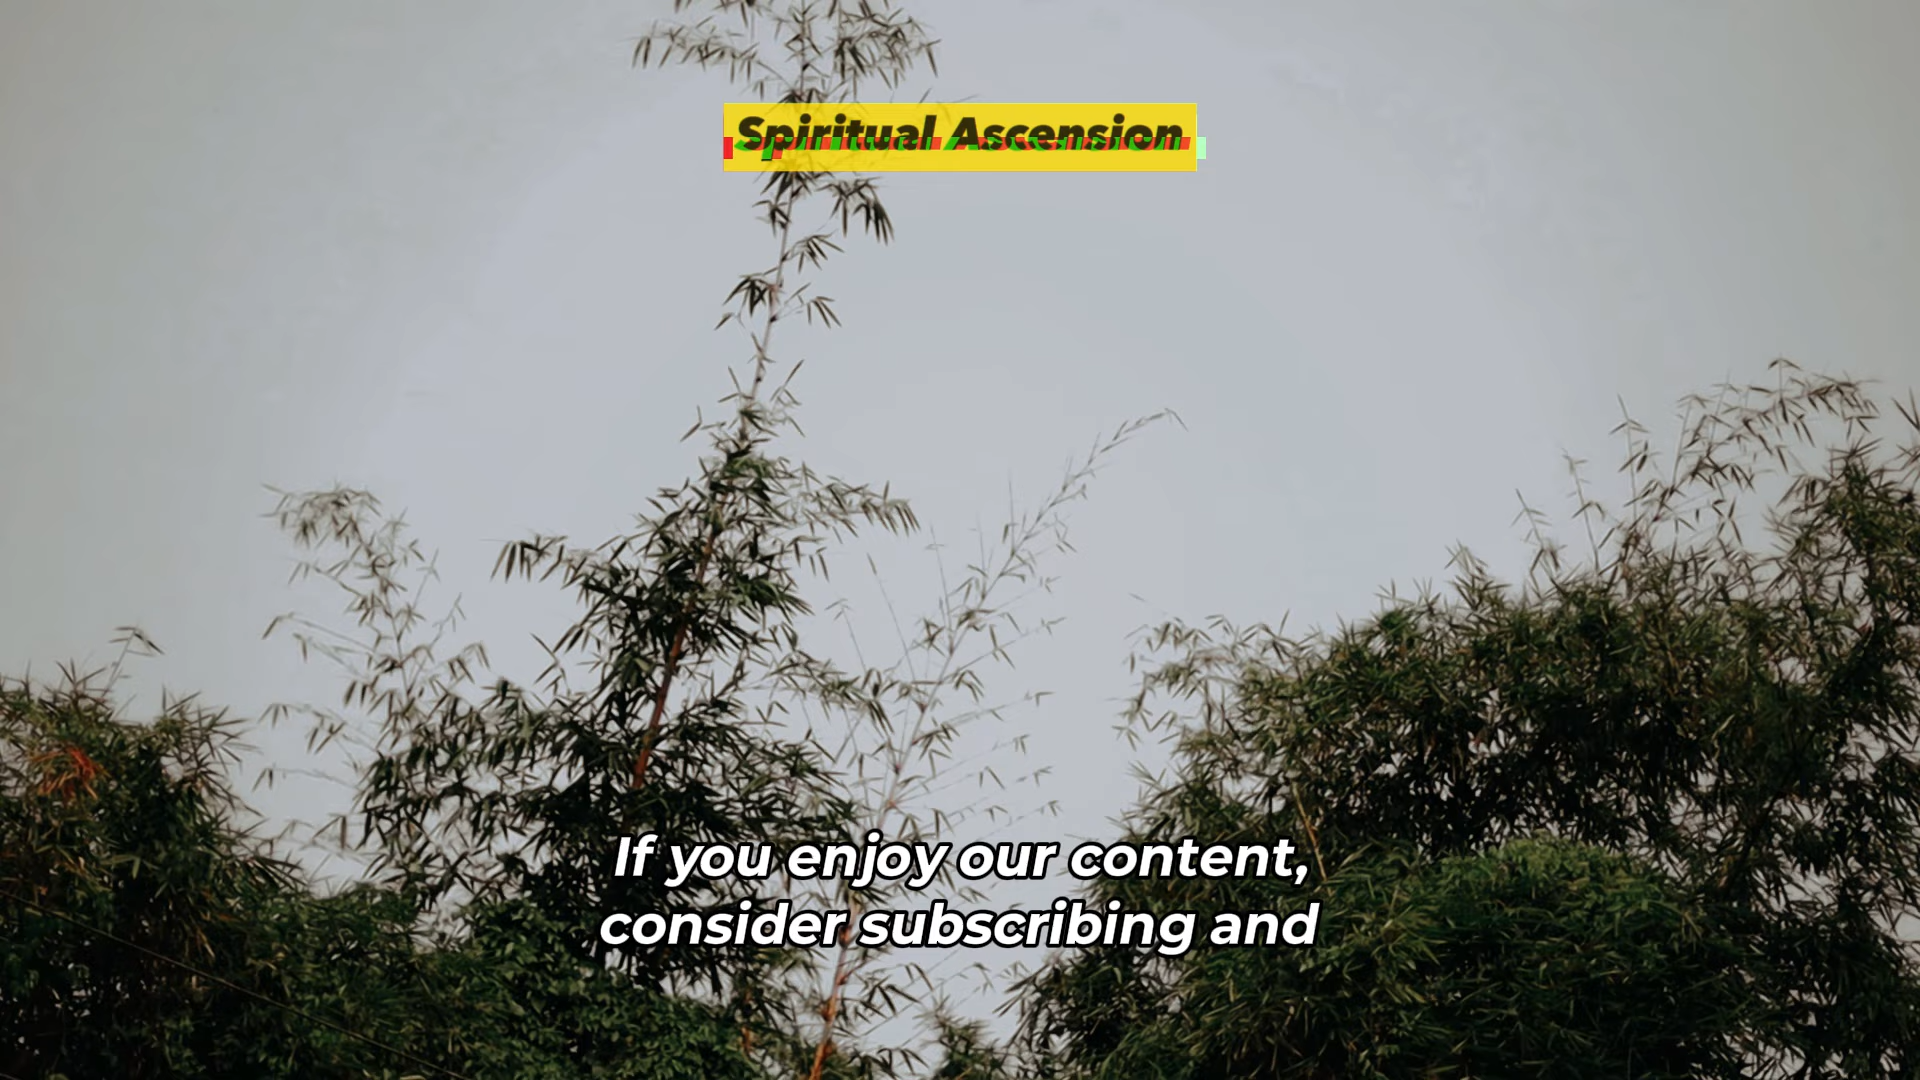 Spiritual Ascension
If you enjoy our content,
consider subscribing and